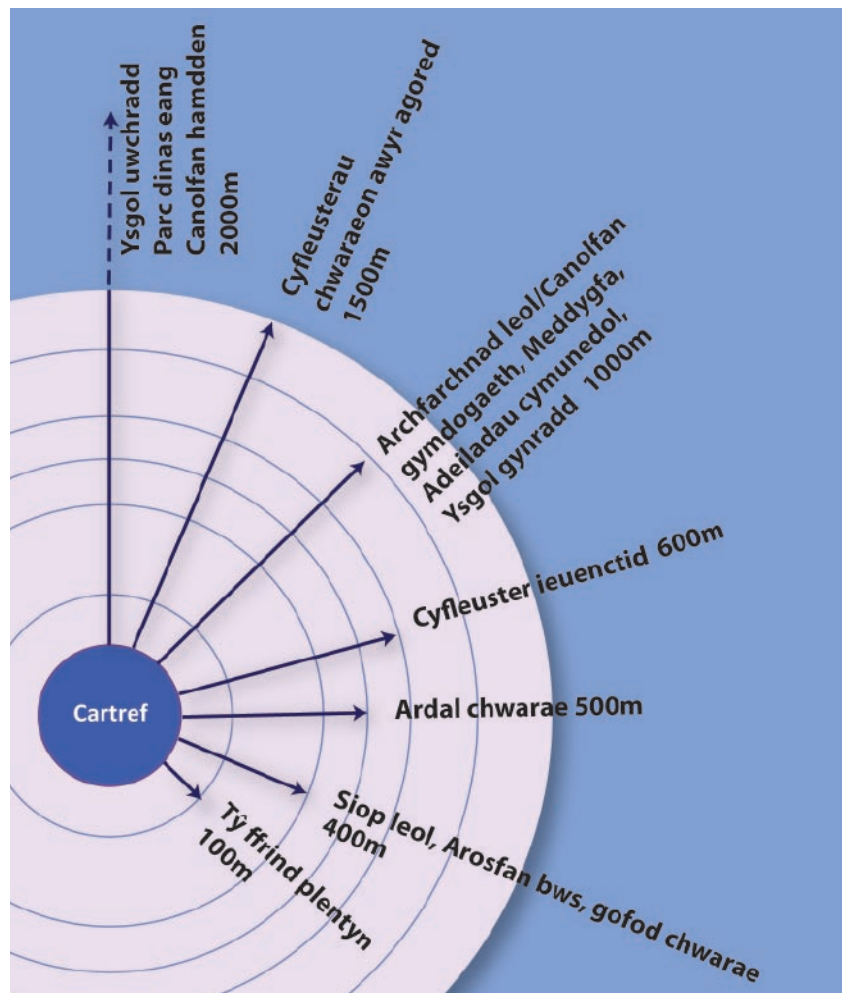 Ysgol uwchradd
Parc dinas eang
Canolfan hamdden
2000m
Cyfleusterau
chwaraeon awyr agored
1500m
Archfarchnad leol/Canolfan
gymdogaeth, Meddygfa,
Adeiladau cymunedol,
Ysgol gynradd 1000m
Cyfleuster ieuenctid 600m
Ardal chwarae 500m
Cartref
Siop leol, Arosfan bws, gofod chwarae
400m
Tŷ ffrind plentyn
100m